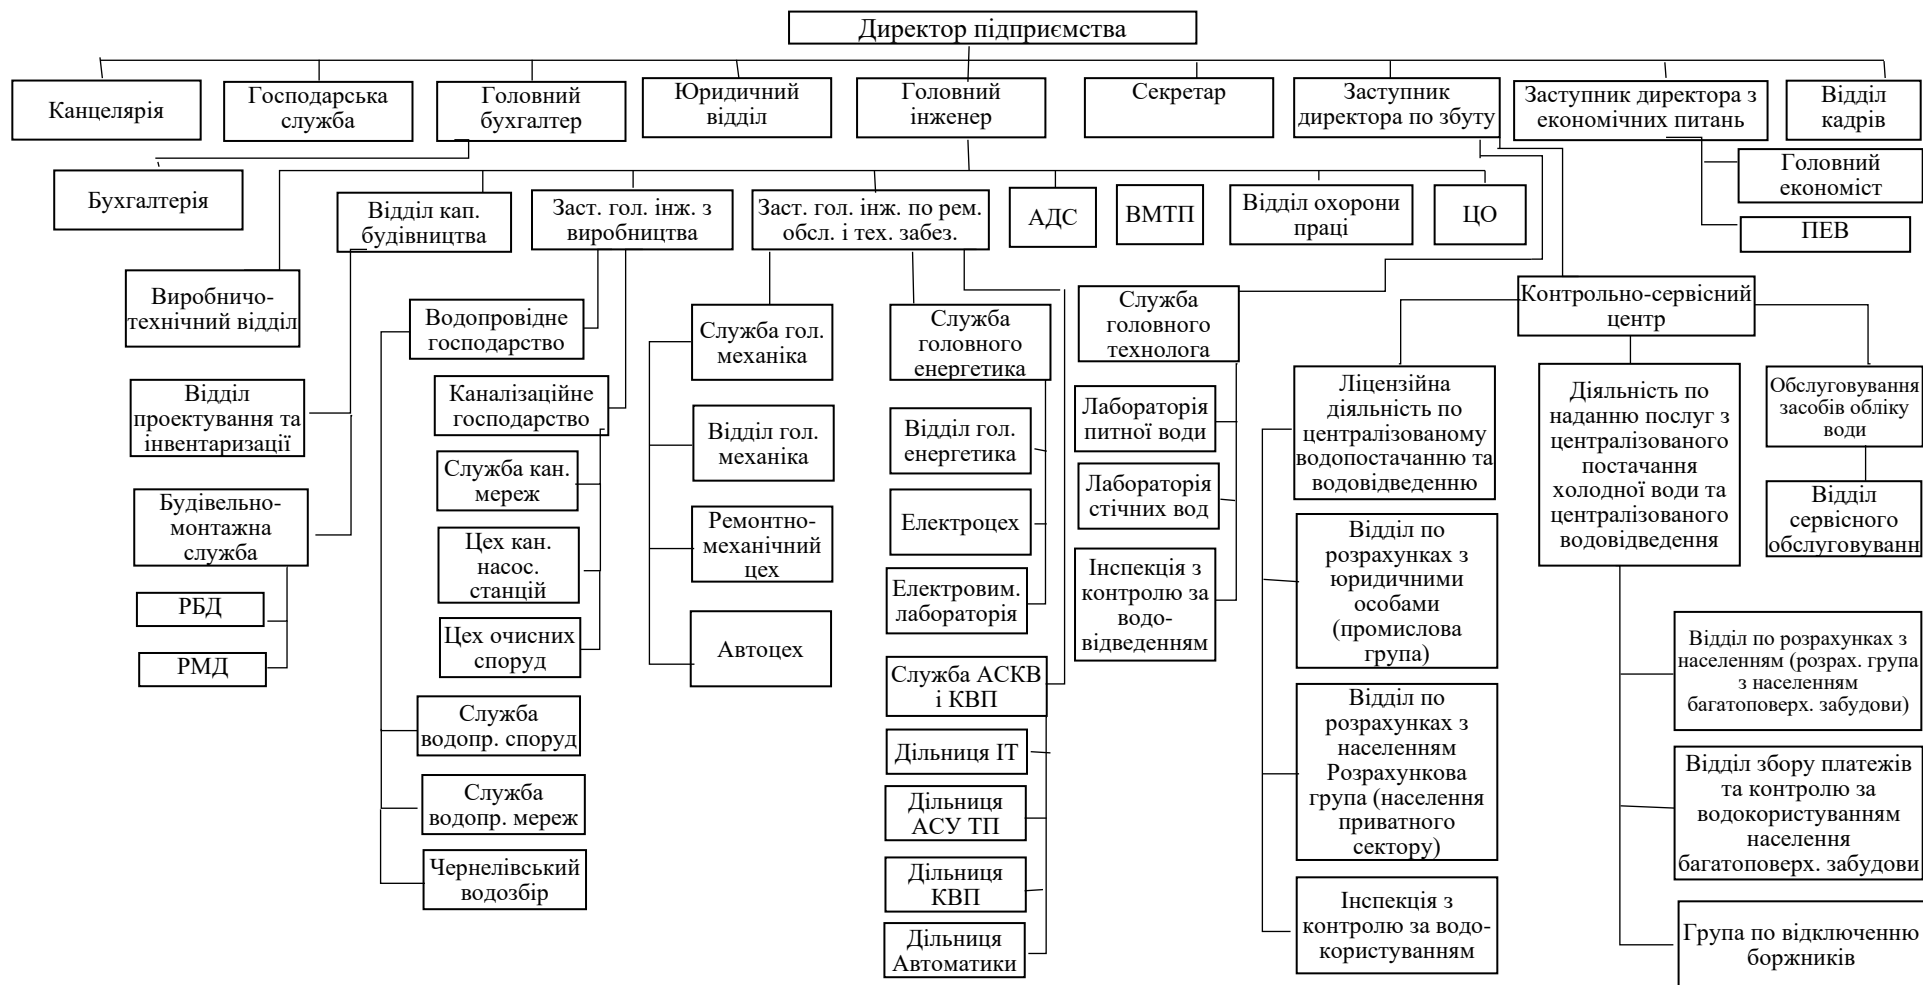 Директор підприємства
Канцелярія
Господарська
служба
Головний
бухгалтер
Юридичний
відділ
Головний
інженер
Секретар
Заступник
директора по збуту
Заступник директора з
економічних питань
Відділ
кадрів
Бухгалтерія
Відділ кап.
будівництва
Заст. гол. інж. з
виробництва
Заст. гол. інж. по рем.
обсл. і тех. забез.
АДС
ВМТП
Відділ охорони
праці
ЦО
Головний
економіст
ПЕВ
Виробничо-
технічний відділ
Відділ
проектування та
інвентаризації
Будівельно-
монтажна
служба
РБД
РМД
Водопровідне
господарство
Каналізаційне
господарство
Служба кан.
мереж
Цех кан.
насос.
станцій
Цех очисних
споруд
Служба
водопр. споруд
Служба
водопр. мереж
Чернелівський
водозбір
Служба гол.
механіка
Відділ гол.
механіка
Ремонтно-
механічний
цех
Автоцех
Служба
головного
енергетика
Відділ гол.
енергетика
Електроцех
Електровим.
лабораторія
Служба АСКВ
і КВП
Дільниця ІТ
Дільниця
АСУ ТП
Дільниця
КВП
Дільниця
Автоматики
Служба
головного
технолога
Лабораторія
питної води
Лабораторія
стічних вод
Інспекція з
контролю за
водо-
відведенням
Контрольно-сервісний
центр
Ліцензійна
діяльність по
централізованому
водопостачанню та
водовідведенню
Відділ по
розрахунках з
юридичними
особами
(промислова
група)
Відділ по
розрахунках з
населенням
Розрахункова
група (населення
приватного
сектору)
Інспекція з
контролю за водо-
користуванням
Діяльність по
наданню послуг з
централізованого
постачання
холодної води та
централізованого
водовідведення
Обслуговування
засобів обліку
води
Відділ
сервісного
обслуговуванн
Відділ по розрахунках з
населенням (розрах. група
з населенням
багатоповерх. забудови)
Відділ збору платежів
та контролю за
водокористуванням
населення
багатоповерх. забудови
Група по відключенню
боржників